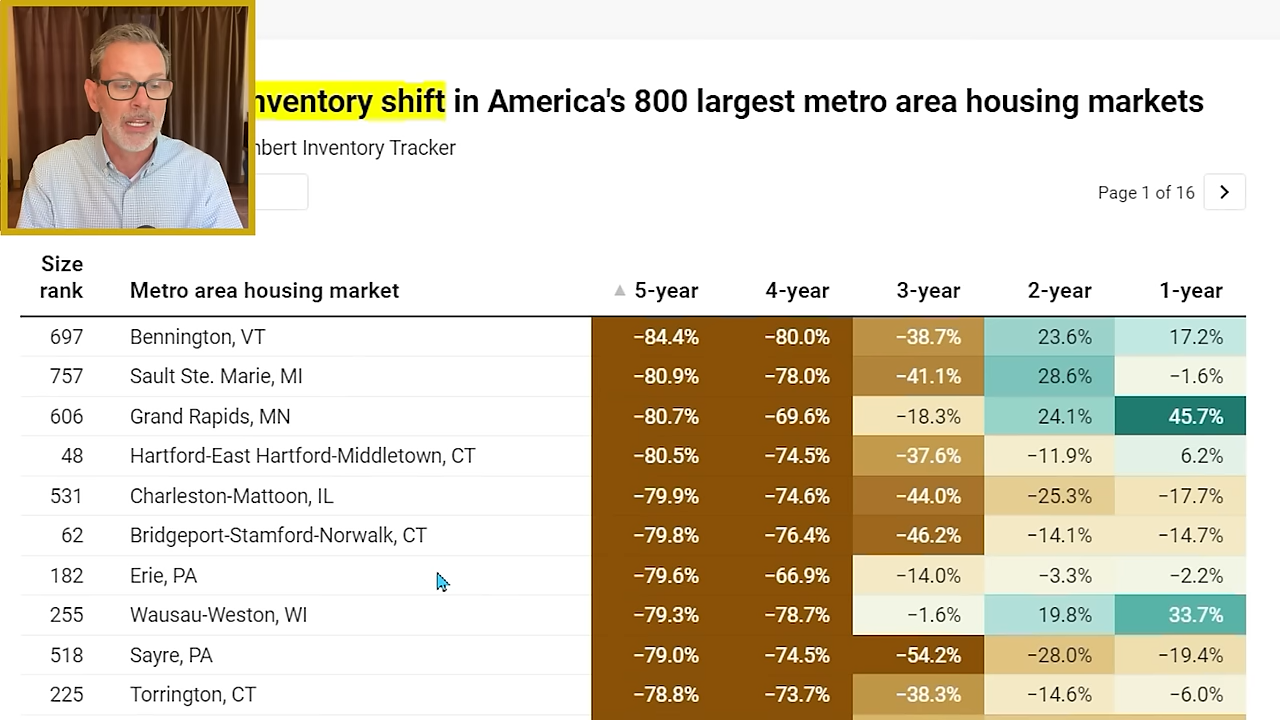 nventory shift in America's 800 largest metro area housing markets
nbert Inventory Tracker
Page 1 of 16
Size rank Metro area housing market 5-year 4-year 3-year 2-year 1-year
697 Bennington, VT −84.4% −80.0% −38.7% 23.6% 17.2%
757 Sault Ste. Marie, MI −80.9% −78.0% −41.1% 28.6% −1.6%
606 Grand Rapids, MN −80.7% −69.6% −18.3% 24.1% 45.7%
48 Hartford-East Hartford-Middletown, CT −80.5% −74.5% −37.6% −11.9% 6.2%
531 Charleston-Mattoon, IL −79.9% −74.6% −44.0% −25.3% −17.7%
62 Bridgeport-Stamford-Norwalk, CT −79.8% −76.4% −46.2% −14.1% −14.7%
182 Erie, PA −79.6% −66.9% −14.0% −3.3% −2.2%
255 Wausau-Weston, WI −79.3% −78.7% −1.6% 19.8% 33.7%
518 Sayre, PA −79.0% −74.5% −54.2% −28.0% −19.4%
225 Torrington, CT −78.8% −73.7% −38.3% −14.6% −6.0%